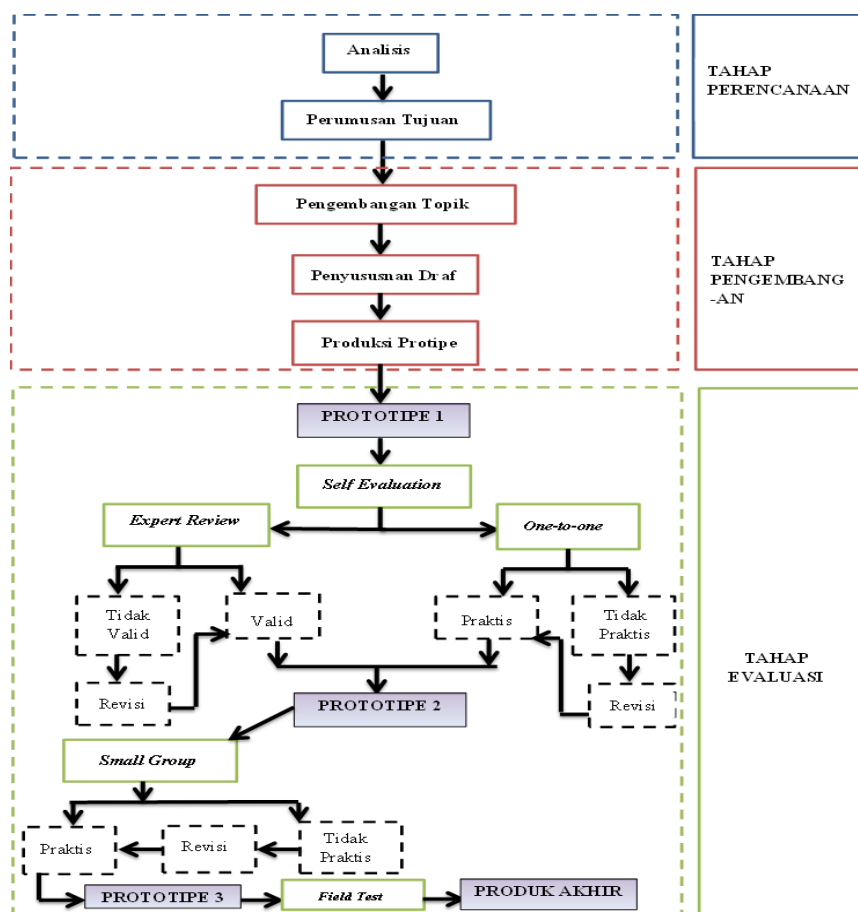 Analisis
TAHAP
PERENCANAAN
Perumusan Tujuan
Pengembangan Topik
Penyususnan Draf
TAHAP
PENGEMBANG
-AN
Produksi Protipe
PROTOTIPE 1
Self Evaluation
Expert Review
One-to-one
Tidak
Valid
Valid
Praktis
Tidak
Praktis
Revisi
Revisi
TAHAP
EVALUASI
PROTOTIPE 2
Small Group
Praktis
Revisi
Tidak
Praktis
PROTOTIPE 3
Field Test
PRODUK AKHIR